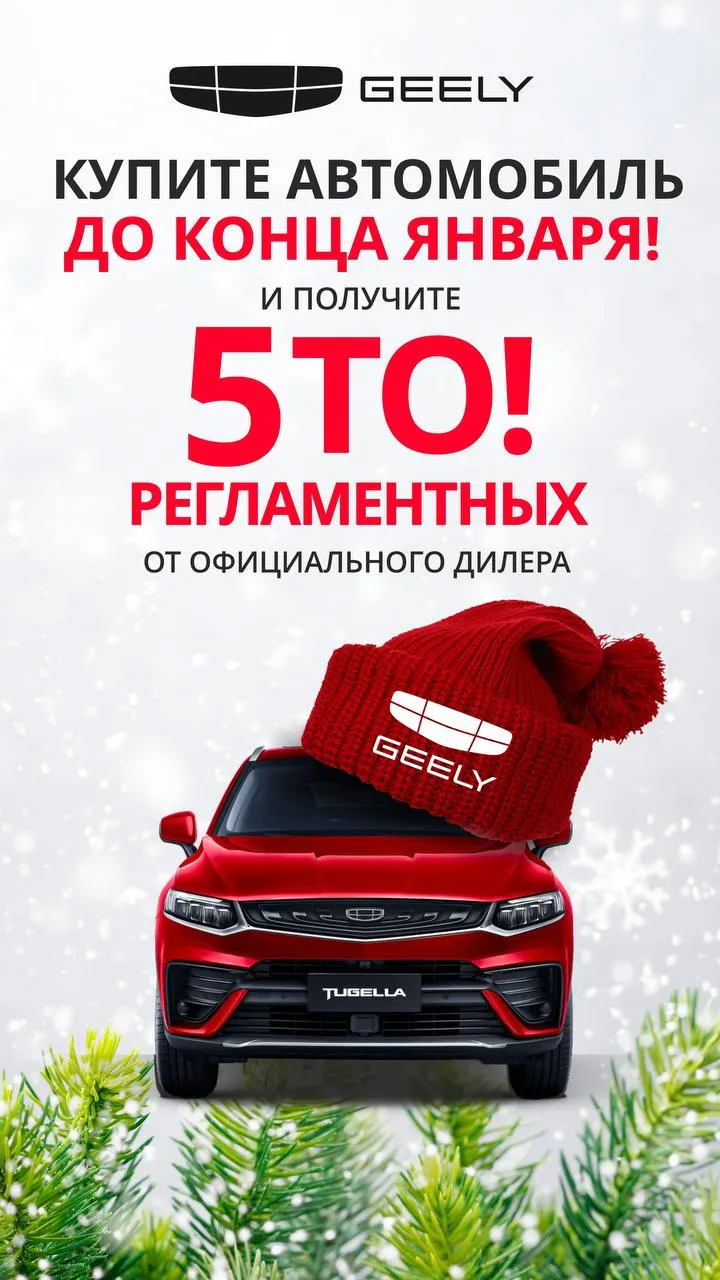 GEELY
КУПИТЕ АВТОМОБИЛЬ
ДО КОНЦА ЯНВАРЯ!
И ПОЛУЧИТЕ
5ТО!
РЕГЛАМЕНТНЫХ
ОТ ОФИЦИАЛЬНОГО ДИЛЕРА
GEELY
TUGELLA